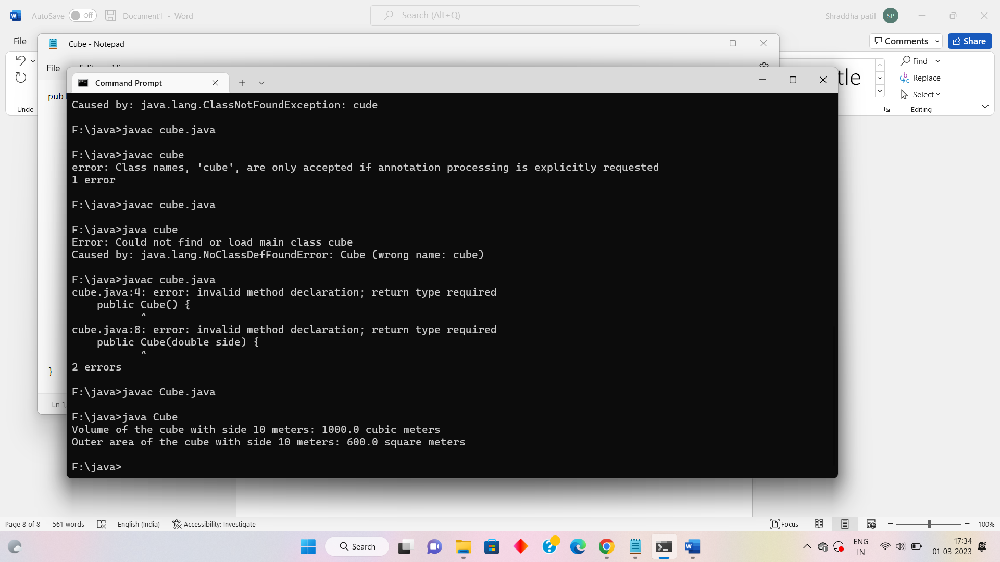 AutoSave Off Document1 - Word Search (Alt+Q) Shraddha patil SP
File Comments Share
Cube - Notepad
File Edit View
Command Prompt
publ
Undo
tle
Find
Replace
Select
Editing
Caused by: java.lang.ClassNotFoundException: cude
F:\java>javac cube.java
F:\java>javac cube
error: Class names, 'cube', are only accepted if annotation processing is explicitly requested
1 error
F:\java>javac cube.java
F:\java>java cube
Error: Could not find or load main class cube
Caused by: java.lang.NoClassDefFoundError: Cube (wrong name: cube)
F:\java>javac cube.java
cube.java:4: error: invalid method declaration; return type required
public Cube() {
^
cube.java:8: error: invalid method declaration; return type required
public Cube(double side) {
^
2 errors
}
F:\java>javac Cube.java
Ln 1,
F:\java>java Cube
Volume of the cube with side 10 meters: 1000.0 cubic meters
Outer area of the cube with side 10 meters: 600.0 square meters
F:\java>
Page 8 of 8 561 words English (India) Accessibility: Investigate Focus 100%
Search
ENG
IN
17:34
01-03-2023